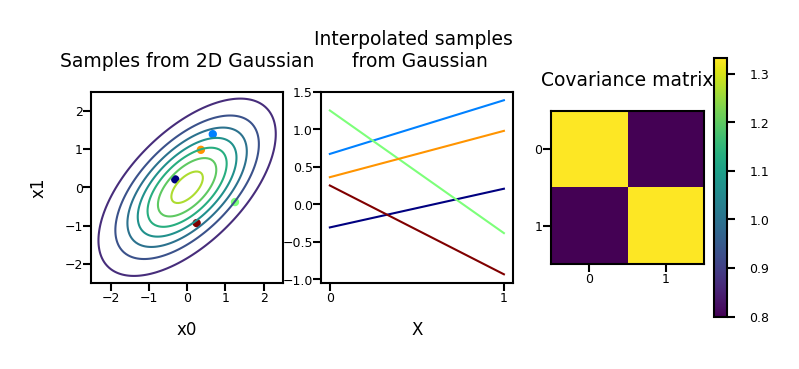 Samples from 2D Gaussian
x1
2
1
0
−1
−2
−2 −1 0 1 2
x0
Interpolated samples
from Gaussian
1.5
1.0
0.5
0.0
−0.5
−1.0
0 1
X
Covariance matrix
0
1
0 1
1.3
1.2
1.1
1.0
0.9
0.8